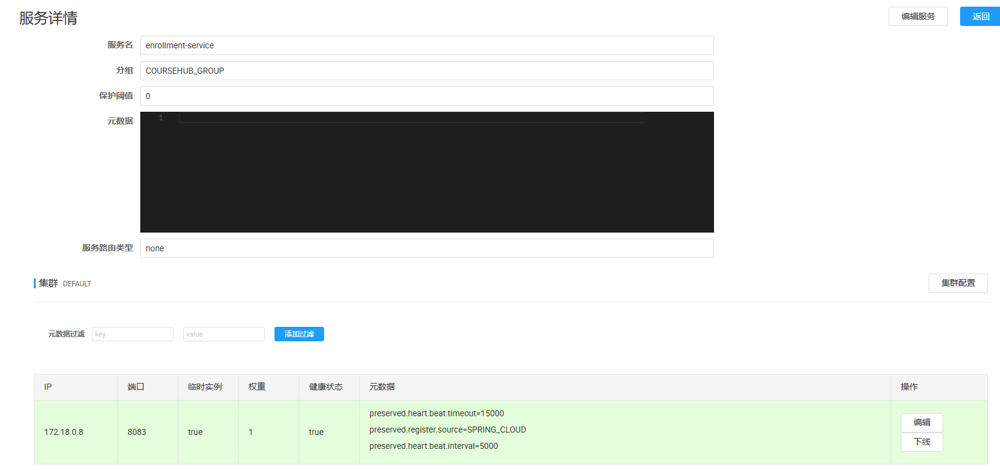 服务详情
编辑服务
返回
服务名
enrollment-service
分组
COURSEHUB_GROUP
保护阈值
0
元数据
1
服务路由类型
none
集群 DEFAULT
集群配置
元数据过滤
key
value
添加过滤
IP 端口 临时实例 权重 健康状态 元数据 操作
172.18.0.8 8083 true 1 true
preserved.heart.beat.timeout=15000
preserved.register.source=SPRING_CLOUD
preserved.heart.beat.interval=5000
编辑
下线